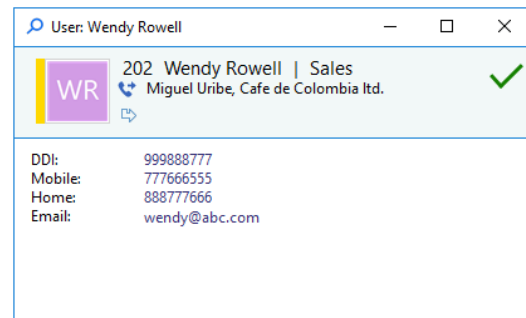 User: Wendy Rowell
WR
202 Wendy Rowell | Sales
Miguel Uribe, Cafe de Colombia ltd.
DDI: 999888777
Mobile: 777666555
Home: 888777666
Email: wendy@abc.com